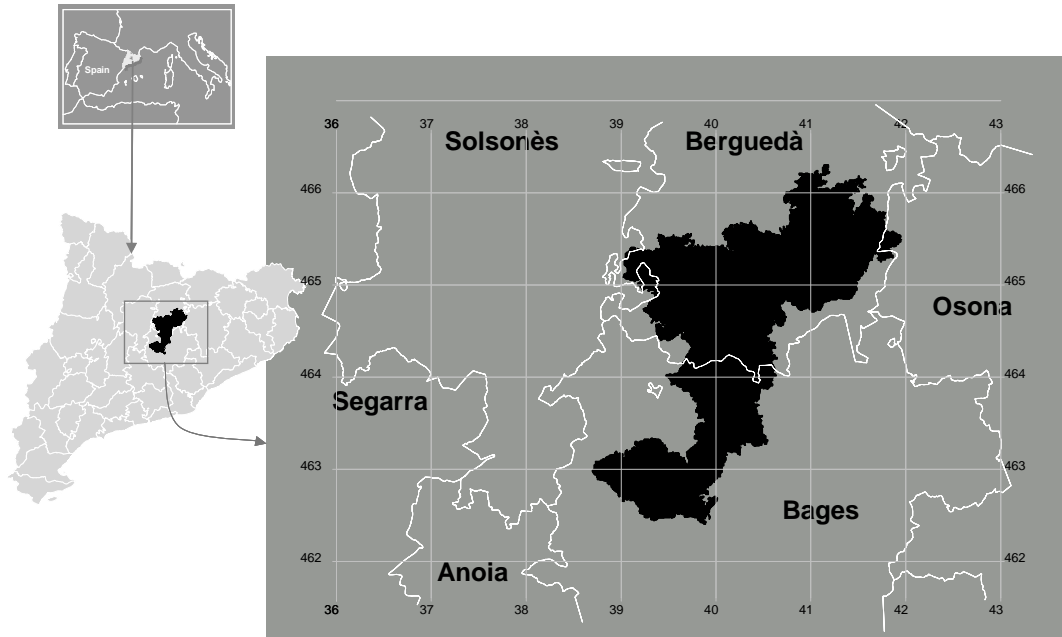 Spain
36 37 38 39 40 41 42 43
Solsonès Berguedà
466 466
465 465
Osona
464 464
Segarra
463 463
Bages
462 462
Anoia
36 37 38 39 40 41 42 43